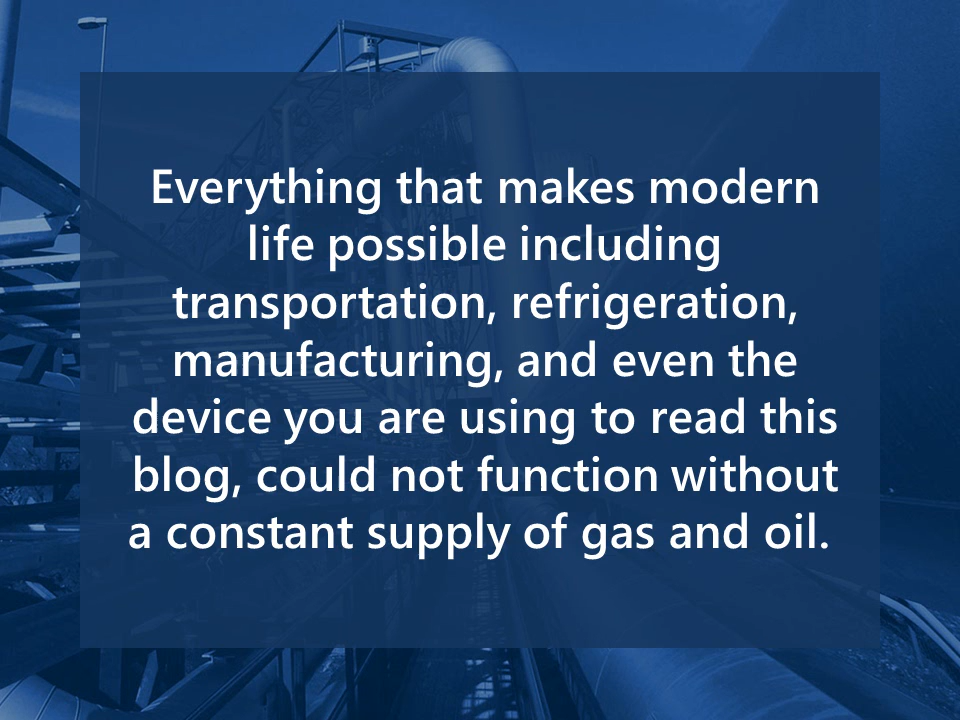 Everything that makes modern
life possible including
transportation, refrigeration,
manufacturing, and even the
device you are using to read this
blog, could not function without
a constant supply of gas and oil.